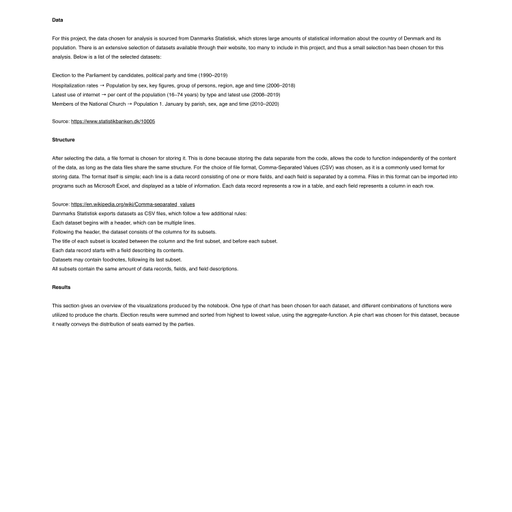 Data
For this project, the data chosen for analysis is sourced from Danmarks Statistisk, which stores large amounts of statistical information about the country of Denmark and its
population. There is an extensive selection of datasets available through their website, too many to include in this project, and thus a small selection has been chosen for this
analysis. Below is a list of the selected datasets:
Election to the Parliament by candidates, political party and time (1990–2019)
Hospitalization rates → Population by sex, key figures, group of persons, region, age and time (2006–2018)
Latest use of internet → per cent of the population (16–74 years) by type and latest use (2008–2019)
Members of the National Church → Population 1. January by parish, sex, age and time (2010–2020)
Source: https://www.statistikbanken.dk/10005
Structure
After selecting the data, a file format is chosen for storing it. This is done because storing the data separate from the code, allows the code to function independently of the content
of the data, as long as the data files share the same structure. For the choice of file format, Comma-Separated Values (CSV) was chosen, as it is a commonly used format for
storing data. The format itself is simple; each line is a data record consisting of one or more fields, and each field is separated by a comma. Files in this format can be imported into
programs such as Microsoft Excel, and displayed as a table of information. Each data record represents a row in a table, and each field represents a column in each row.
Source: https://en.wikipedia.org/wiki/Comma-separated_values
Danmarks Statistik exports datasets as CSV files, which follow a few additional rules:
Each dataset begins with a header, which can be multiple lines.
Following the header, the dataset consists of the columns for its subsets.
The title of each subset is located between the column and the first subset, and before each subset.
Each data record starts with a field describing its contents.
Datasets may contain footnotes, following its last subset.
All subsets contain the same amount of data records, fields, and field descriptions.
Results
This section gives an overview of the visualizations produced by the notebook. One type of chart has been chosen for each dataset, and different combinations of functions were
utilized to produce the charts. Election results were summed and sorted from highest to lowest value, using the aggregate-function. A pie chart was chosen for this dataset, because
it neatly conveys the distribution of seats earned by the parties.